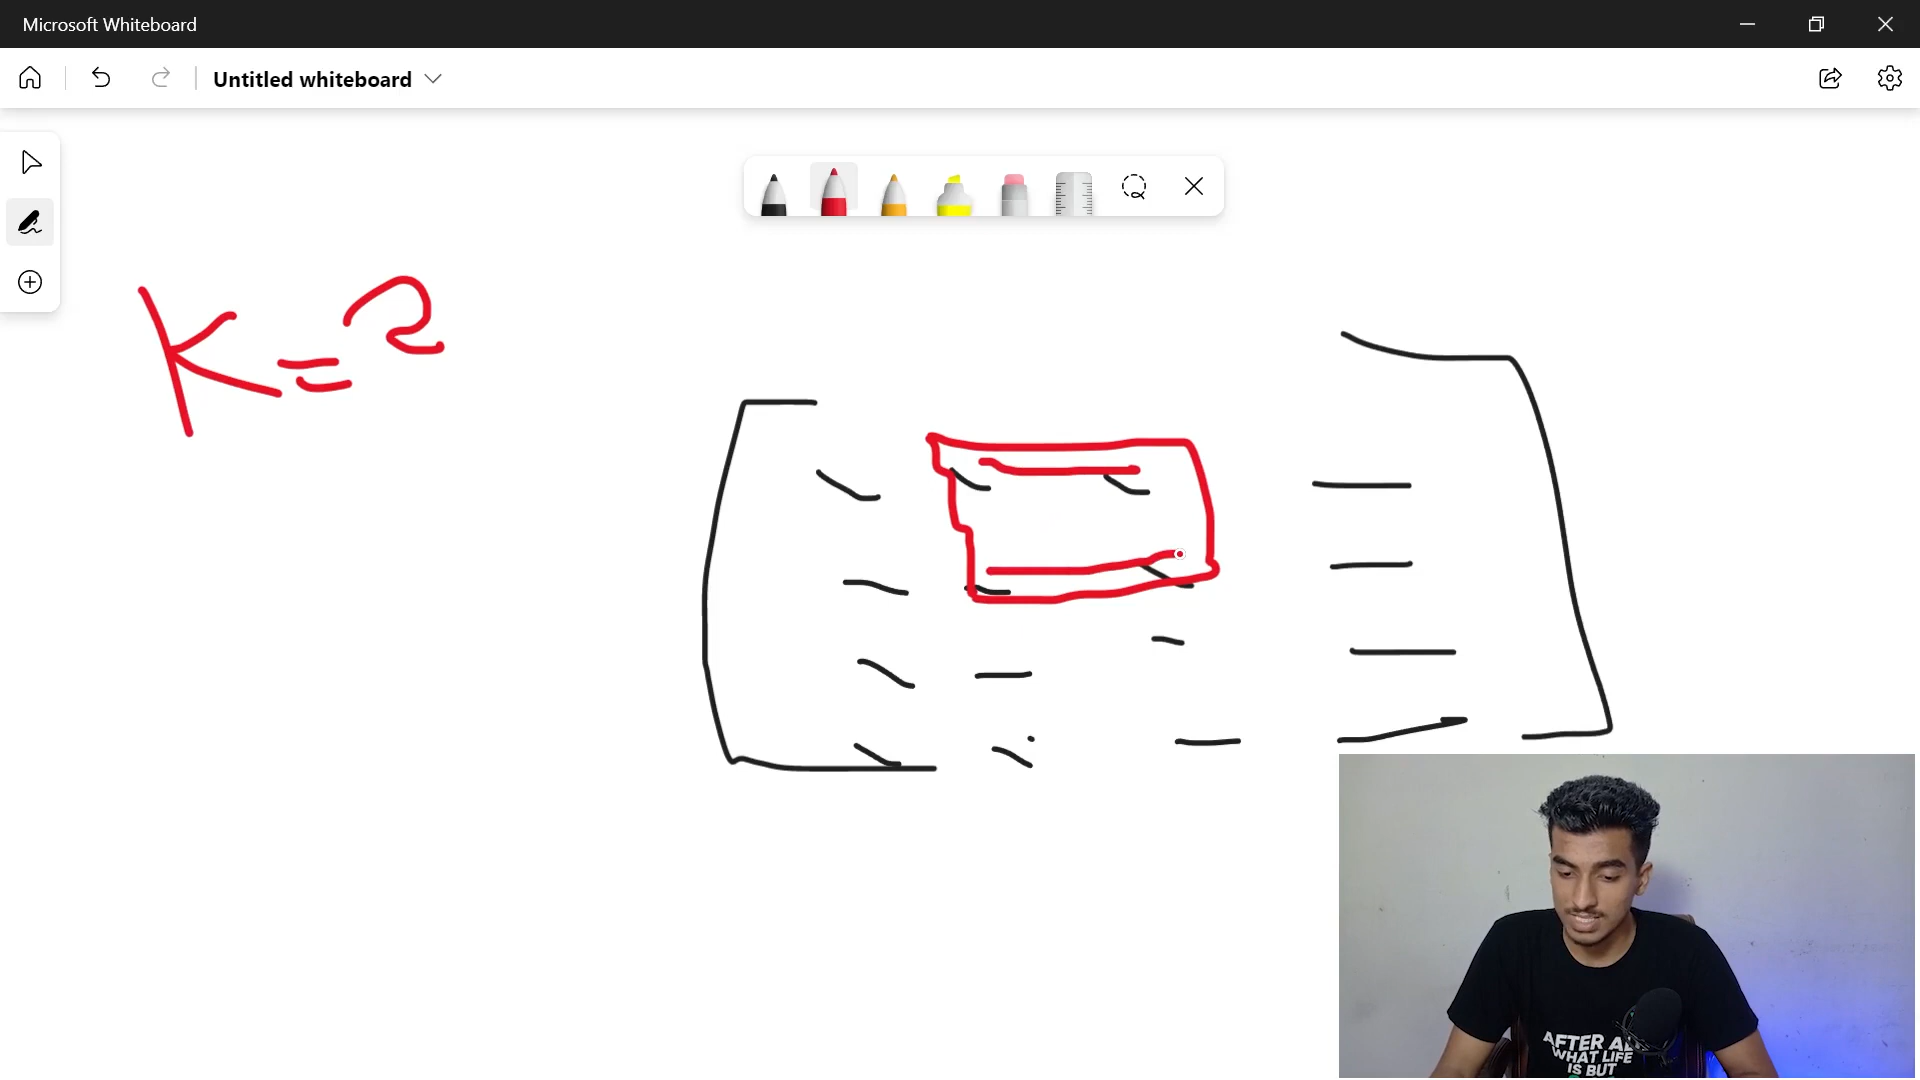 Microsoft Whiteboard
Untitled whiteboard
K=2
AFTER AL
WHAT LIFE
IS BUT